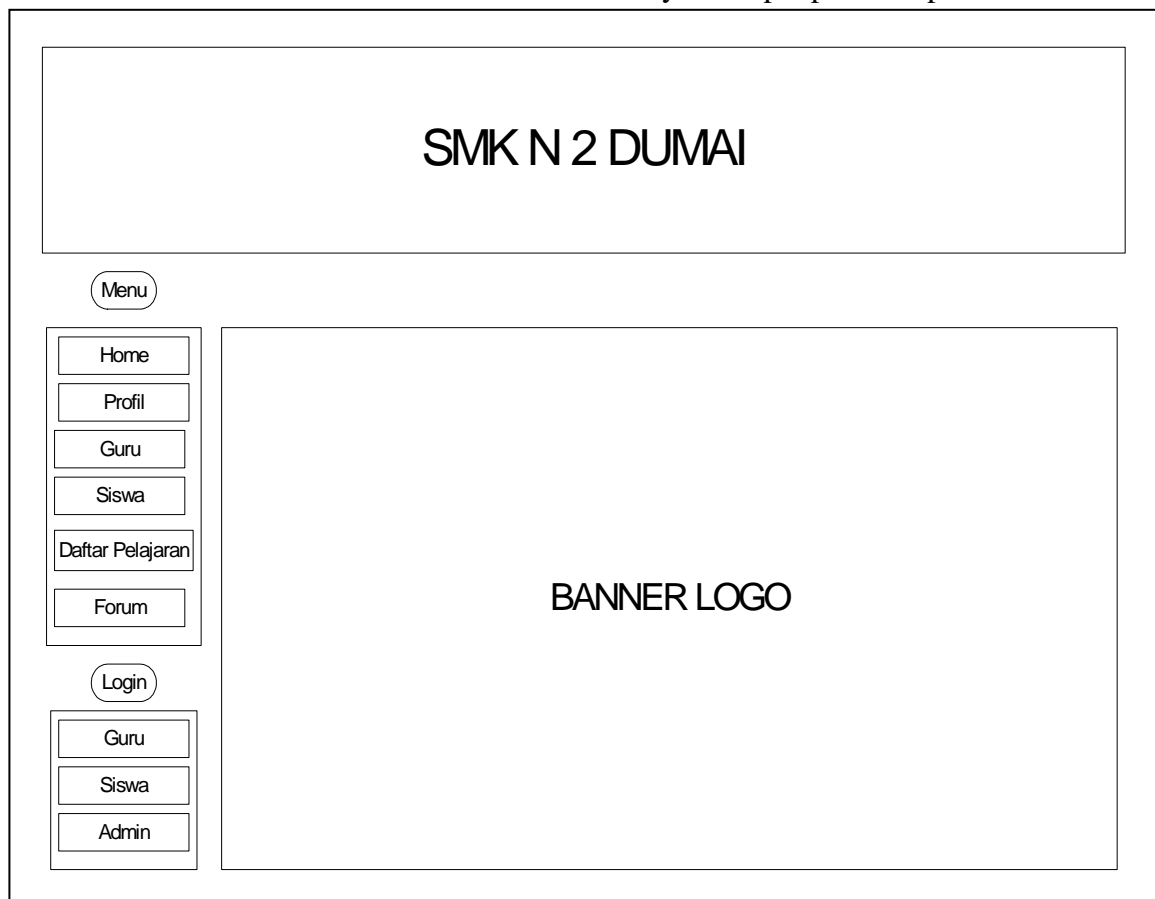 SMK N 2 DUMAI
Menu
Home
Profil
Guru
Siswa
Daftar Pelajaran
Forum
BANNER LOGO
Login
Guru
Siswa
Admin